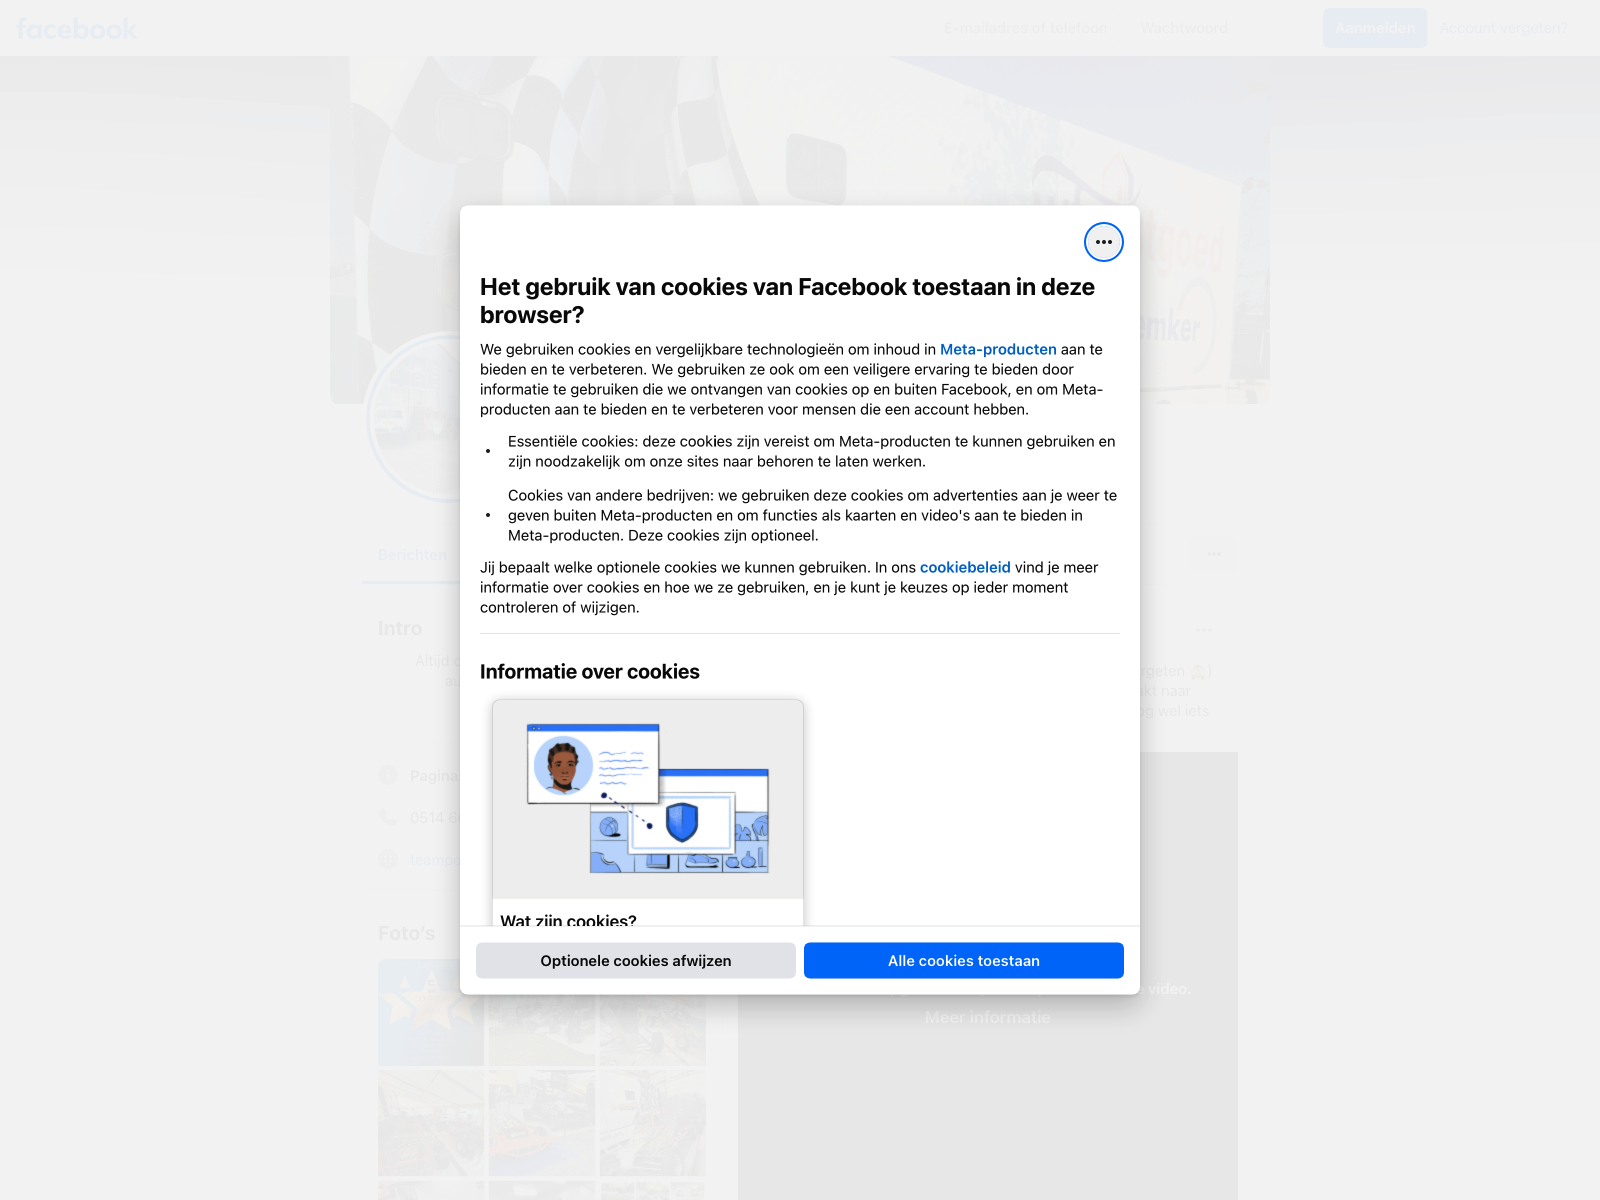 facebook
E-mailadres of telefoon
Wachtwoord
Aanmelden
Account vergeten?
Het gebruik van cookies van Facebook toestaan in deze
browser?
We gebruiken cookies en vergelijkbare technologieën om inhoud in Meta-producten aan te
bieden en te verbeteren. We gebruiken ze ook om een veiligere ervaring te bieden door
informatie te gebruiken die we ontvangen van cookies op en buiten Facebook, en om Meta-
producten aan te bieden en te verbeteren voor mensen die een account hebben.
• Essentiële cookies: deze cookies zijn vereist om Meta-producten te kunnen gebruiken en
zijn noodzakelijk om onze sites naar behoren te laten werken.
• Cookies van andere bedrijven: we gebruiken deze cookies om advertenties aan je weer te
geven buiten Meta-producten en om functies als kaarten en video's aan te bieden in
Meta-producten. Deze cookies zijn optioneel.
Jij bepaalt welke optionele cookies we kunnen gebruiken. In ons cookiebeleid vind je meer
informatie over cookies en hoe we ze gebruiken, en je kunt je keuzes op ieder moment
controleren of wijzigen.
Informatie over cookies
Wat zijn cookies?
Optionele cookies afwijzen
Alle cookies toestaan
Berichten
Intro
Altijd
Pagina
0514
Foto's
naar
wel iets
video.
Meer informatie